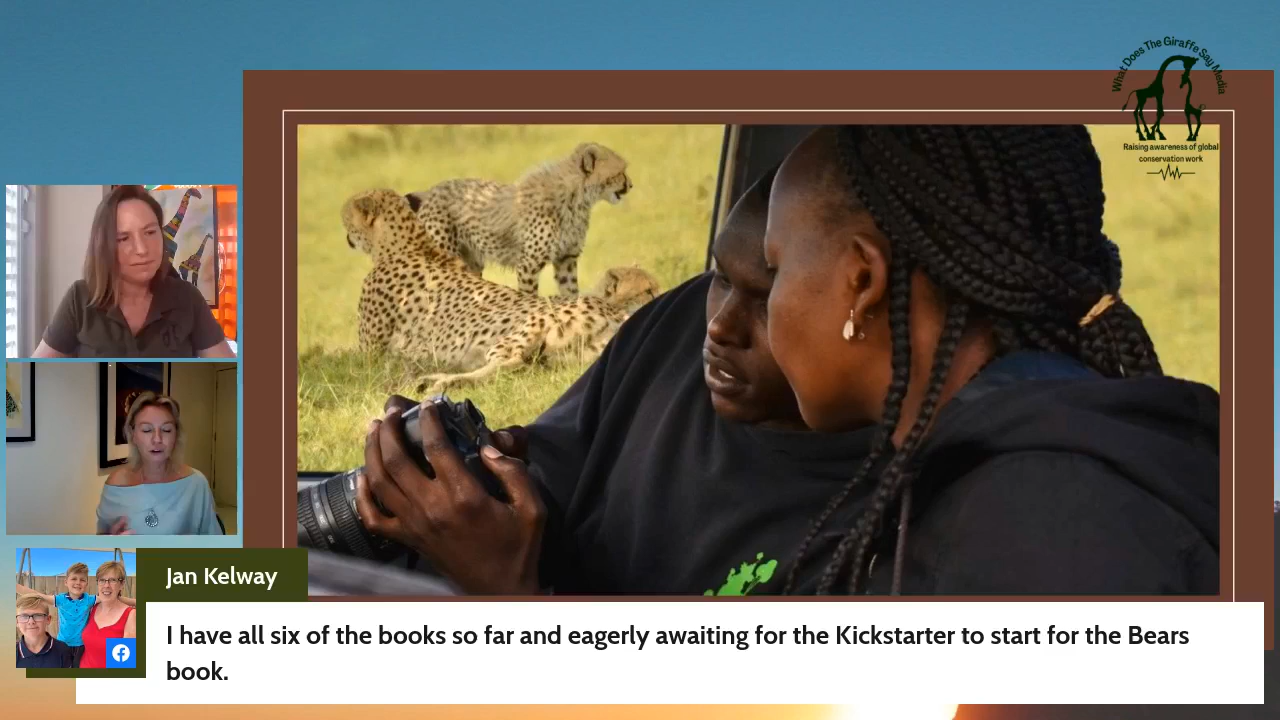 What Does The Giraffe Say Media
Raising awareness of global
conservation work
Jan Kelway
I have all six of the books so far and eagerly awaiting for the Kickstarter to start for the Bears
book.